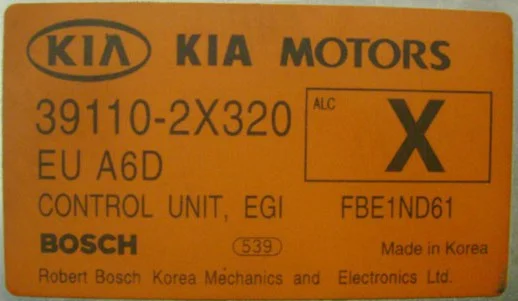 KIA KIA MOTORS
39110-2X320
ALC
X
EU A6D
CONTROL UNIT, EGI FBE1ND61
BOSCH 539 Made in Korea
Robert Bosch Korea Mechanics and Electronics Ltd.